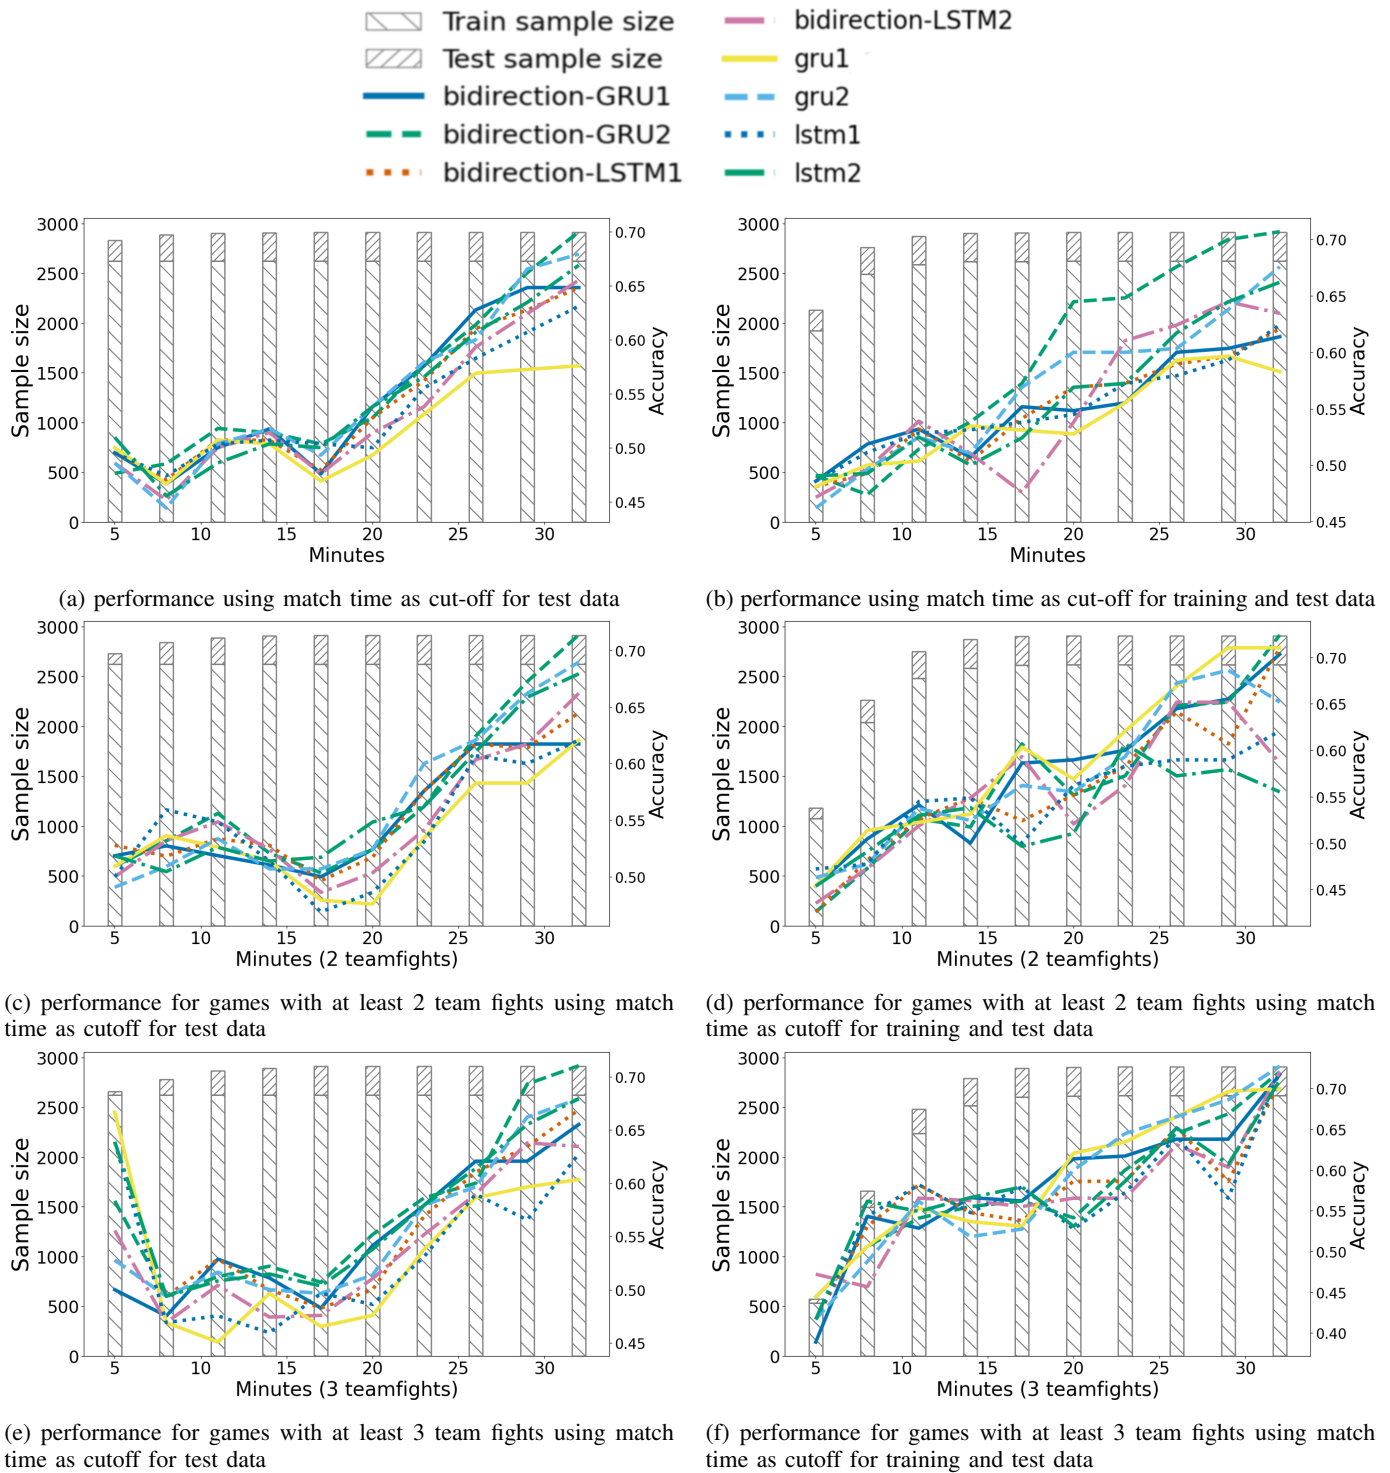 Train sample size
Test sample size
bidirection-GRU1
bidirection-GRU2
bidirection-LSTM1
bidirection-LSTM2
gru1
gru2
lstm1
lstm2
3000
2500
2000
1500
1000
500
0
Sample size
0.70
0.65
0.60
0.55
0.50
0.45
Accuracy
5 10 15 20 25 30
Minutes
(a) performance using match time as cut-off for test data
3000
2500
2000
1500
1000
500
0
Sample size
0.70
0.65
0.60
0.55
0.50
0.45
Accuracy
5 10 15 20 25 30
Minutes
(b) performance using match time as cut-off for training and test data
3000
2500
2000
1500
1000
500
0
Sample size
0.70
0.65
0.60
0.55
0.50
Accuracy
5 10 15 20 25 30
Minutes (2 teamfights)
(c) performance for games with at least 2 team fights using match
time as cutoff for test data
3000
2500
2000
1500
1000
500
0
Sample size
0.70
0.65
0.60
0.55
0.50
0.45
Accuracy
5 10 15 20 25 30
Minutes (2 teamfights)
(d) performance for games with at least 2 team fights using match
time as cutoff for training and test data
3000
2500
2000
1500
1000
500
0
Sample size
0.70
0.65
0.60
0.55
0.50
0.45
Accuracy
5 10 15 20 25 30
Minutes (3 teamfights)
(e) performance for games with at least 3 team fights using match
time as cutoff for test data
3000
2500
2000
1500
1000
500
0
Sample size
0.70
0.65
0.60
0.55
0.50
0.45
0.40
Accuracy
5 10 15 20 25 30
Minutes (3 teamfights)
(f) performance for games with at least 3 team fights using match
time as cutoff for training and test data